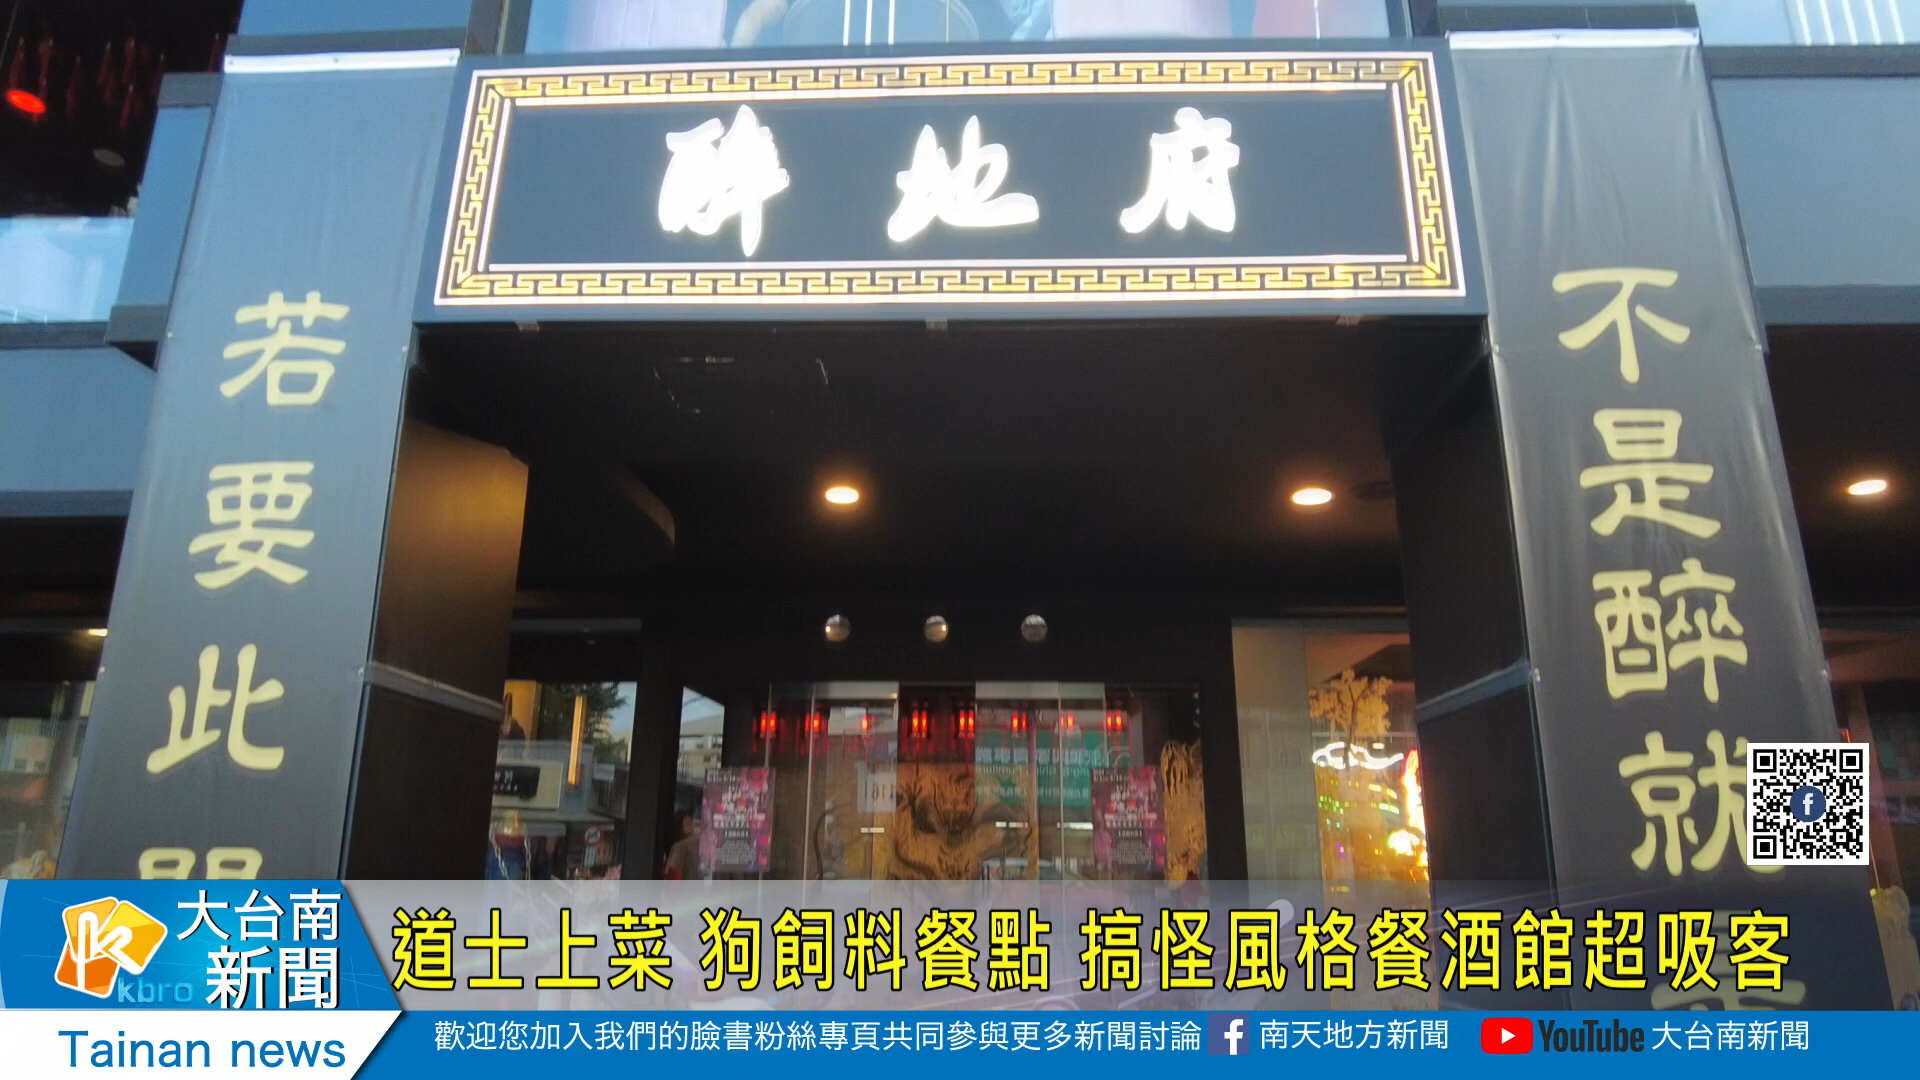 醉地府
若要此
不是醉就
大台南
新聞
kbro
道士上菜 狗飼料餐點 搞怪風格餐酒館超吸客
Tainan news
歡迎您加入我們的臉書粉絲專頁共同參與更多新聞討論 南天地方新聞 YouTube 大台南新聞